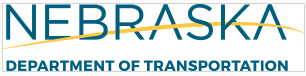 NEBRASKA
DEPARTMENT OF TRANSPORTATION